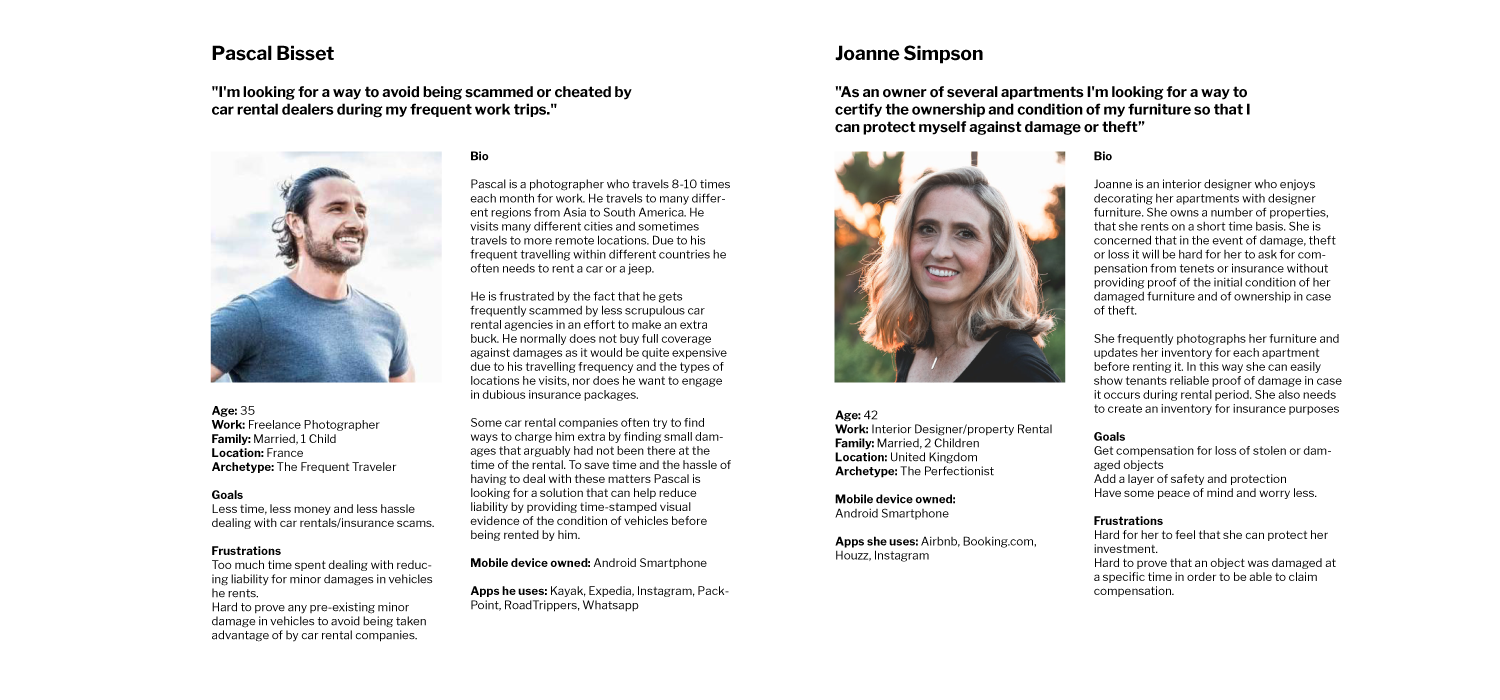 Pascal Bisset
"I'm looking for a way to avoid being scammed or cheated by
car rental dealers during my frequent work trips."
Age: 35
Work: Freelance Photographer
Family: Married, 1 Child
Location: France
Archetype: The Frequent Traveler
Goals
Less time, less money and less hassle
dealing with car rentals/insurance scams.
Frustrations
Too much time spent dealing with reduc-
ing liability for minor damages in vehicles
he rents.
Hard to prove any pre-existing minor
damage in vehicles to avoid being taken
advantage of by car rental companies.
Bio
Pascal is a photographer who travels 8-10 times
each month for work. He travels to many differ-
ent regions from Asia to South America. He
visits many different cities and sometimes
travels to more remote locations. Due to his
frequent travelling within different countries he
often needs to rent a car or a jeep.
He is frustrated by the fact that he gets
frequently scammed by less scrupulous car
rental agencies in an effort to make an extra
buck. He normally does not buy full coverage
against damages as it would be quite expensive
due to his travelling frequency and the types of
locations he visits, nor does he want to engage
in dubious insurance packages.
Some car rental companies often try to find
ways to charge him extra by finding small dam-
ages that arguably had not been there at the
time of the rental. To save time and the hassle of
having to deal with these matters Pascal is
looking for a solution that can help reduce
liability by providing time-stamped visual
evidence of the condition of vehicles before
being rented by him.
Mobile device owned: Android Smartphone
Apps he uses: Kayak, Expedia, Instagram, Pack-
Point, RoadTrippers, Whatsapp
Joanne Simpson
"As an owner of several apartments I'm looking for a way to
certify the ownership and condition of my furniture so that I
can protect myself against damage or theft”
Age: 42
Work: Interior Designer/property Rental
Family: Married, 2 Children
Location: United Kingdom
Archetype: The Perfectionist
Mobile device owned:
Android Smartphone
Apps she uses: Airbnb, Booking.com,
Houzz, Instagram
Bio
Joanne is an interior designer who enjoys
decorating her apartments with designer
furniture. She owns a number of properties,
that she rents on a short time basis. She is
concerned that in the event of damage, theft
or loss it will be hard for her to ask for com-
pensation from tenets or insurance without
providing proof of the initial condition of her
damaged furniture and of ownership in case
of theft.
She frequently photographs her furniture and
updates her inventory for each apartment
before renting it. In this way she can easily
show tenants reliable proof of damage in case
it occurs during rental period. She also needs
to create an inventory for insurance purposes
Goals
Get compensation for loss of stolen or dam-
aged objects
Add a layer of safety and protection
Have some peace of mind and worry less.
Frustrations
Hard for her to feel that she can protect her
investment.
Hard to prove that an object was damaged at
a specific time in order to be able to claim
compensation.